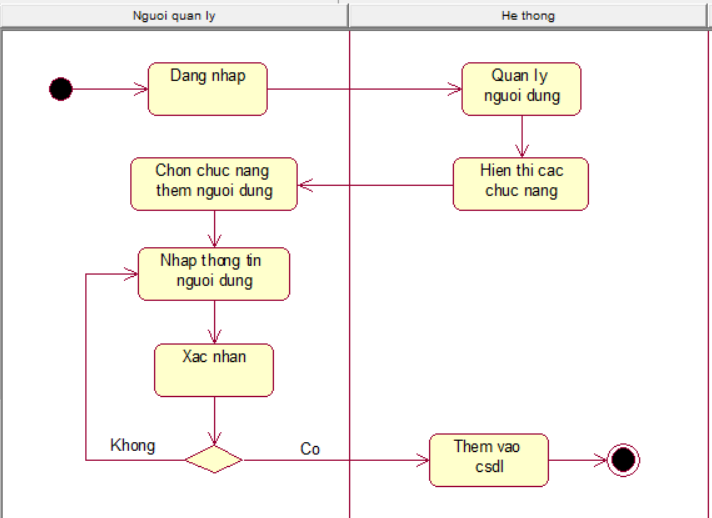 Nguoi quan ly
He thong
Dang nhap
Quan ly
nguoi dung
Chon chuc nang
them nguoi dung
Hien thi cac
chuc nang
Nhap thong tin
nguoi dung
Xac nhan
Khong
Co
Them vao
csdl